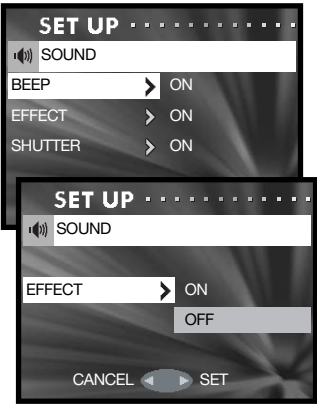 SET UP
SOUND
BEEP ON
EFFECT ON
SHUTTER ON
SET UP
SOUND
EFFECT ON
OFF
CANCEL SET